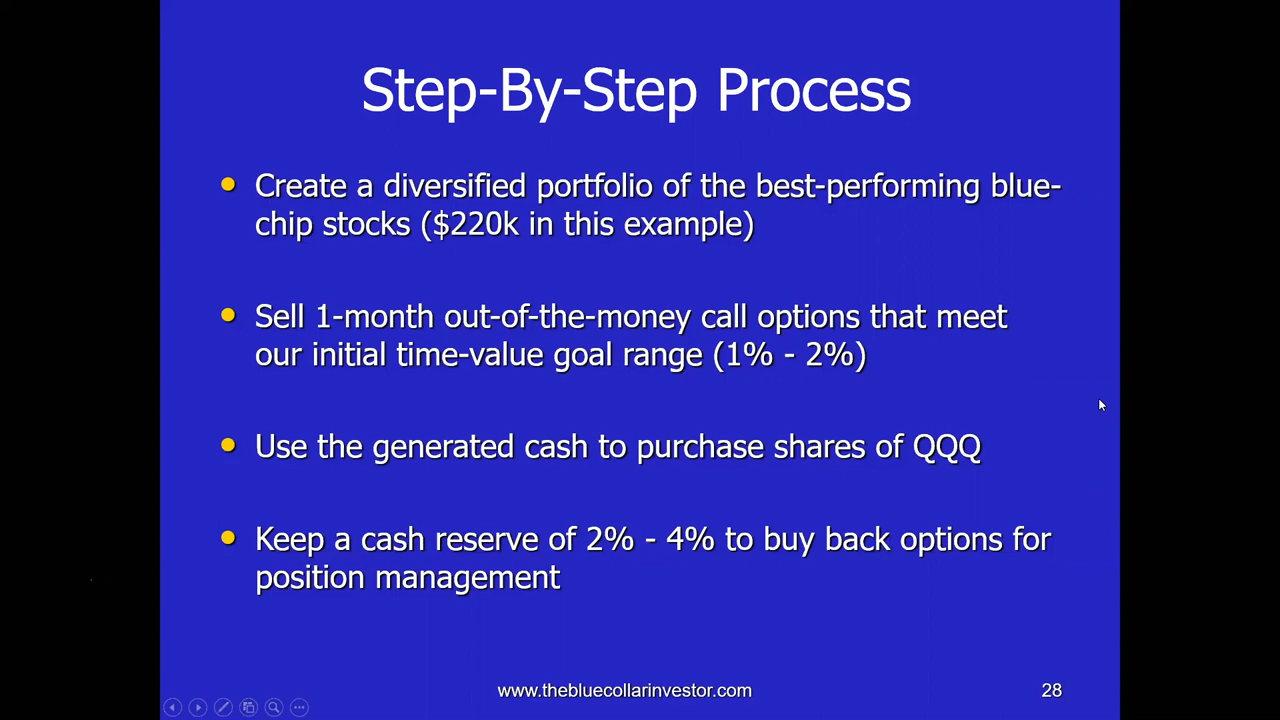 Step-By-Step Process
Create a diversified portfolio of the best-performing blue-
chip stocks ($220k in this example)
Sell 1-month out-of-the-money call options that meet
our initial time-value goal range (1% - 2%)
Use the generated cash to purchase shares of QQQ
Keep a cash reserve of 2% - 4% to buy back options for
position management
www.thebluecollarinvestor.com
28